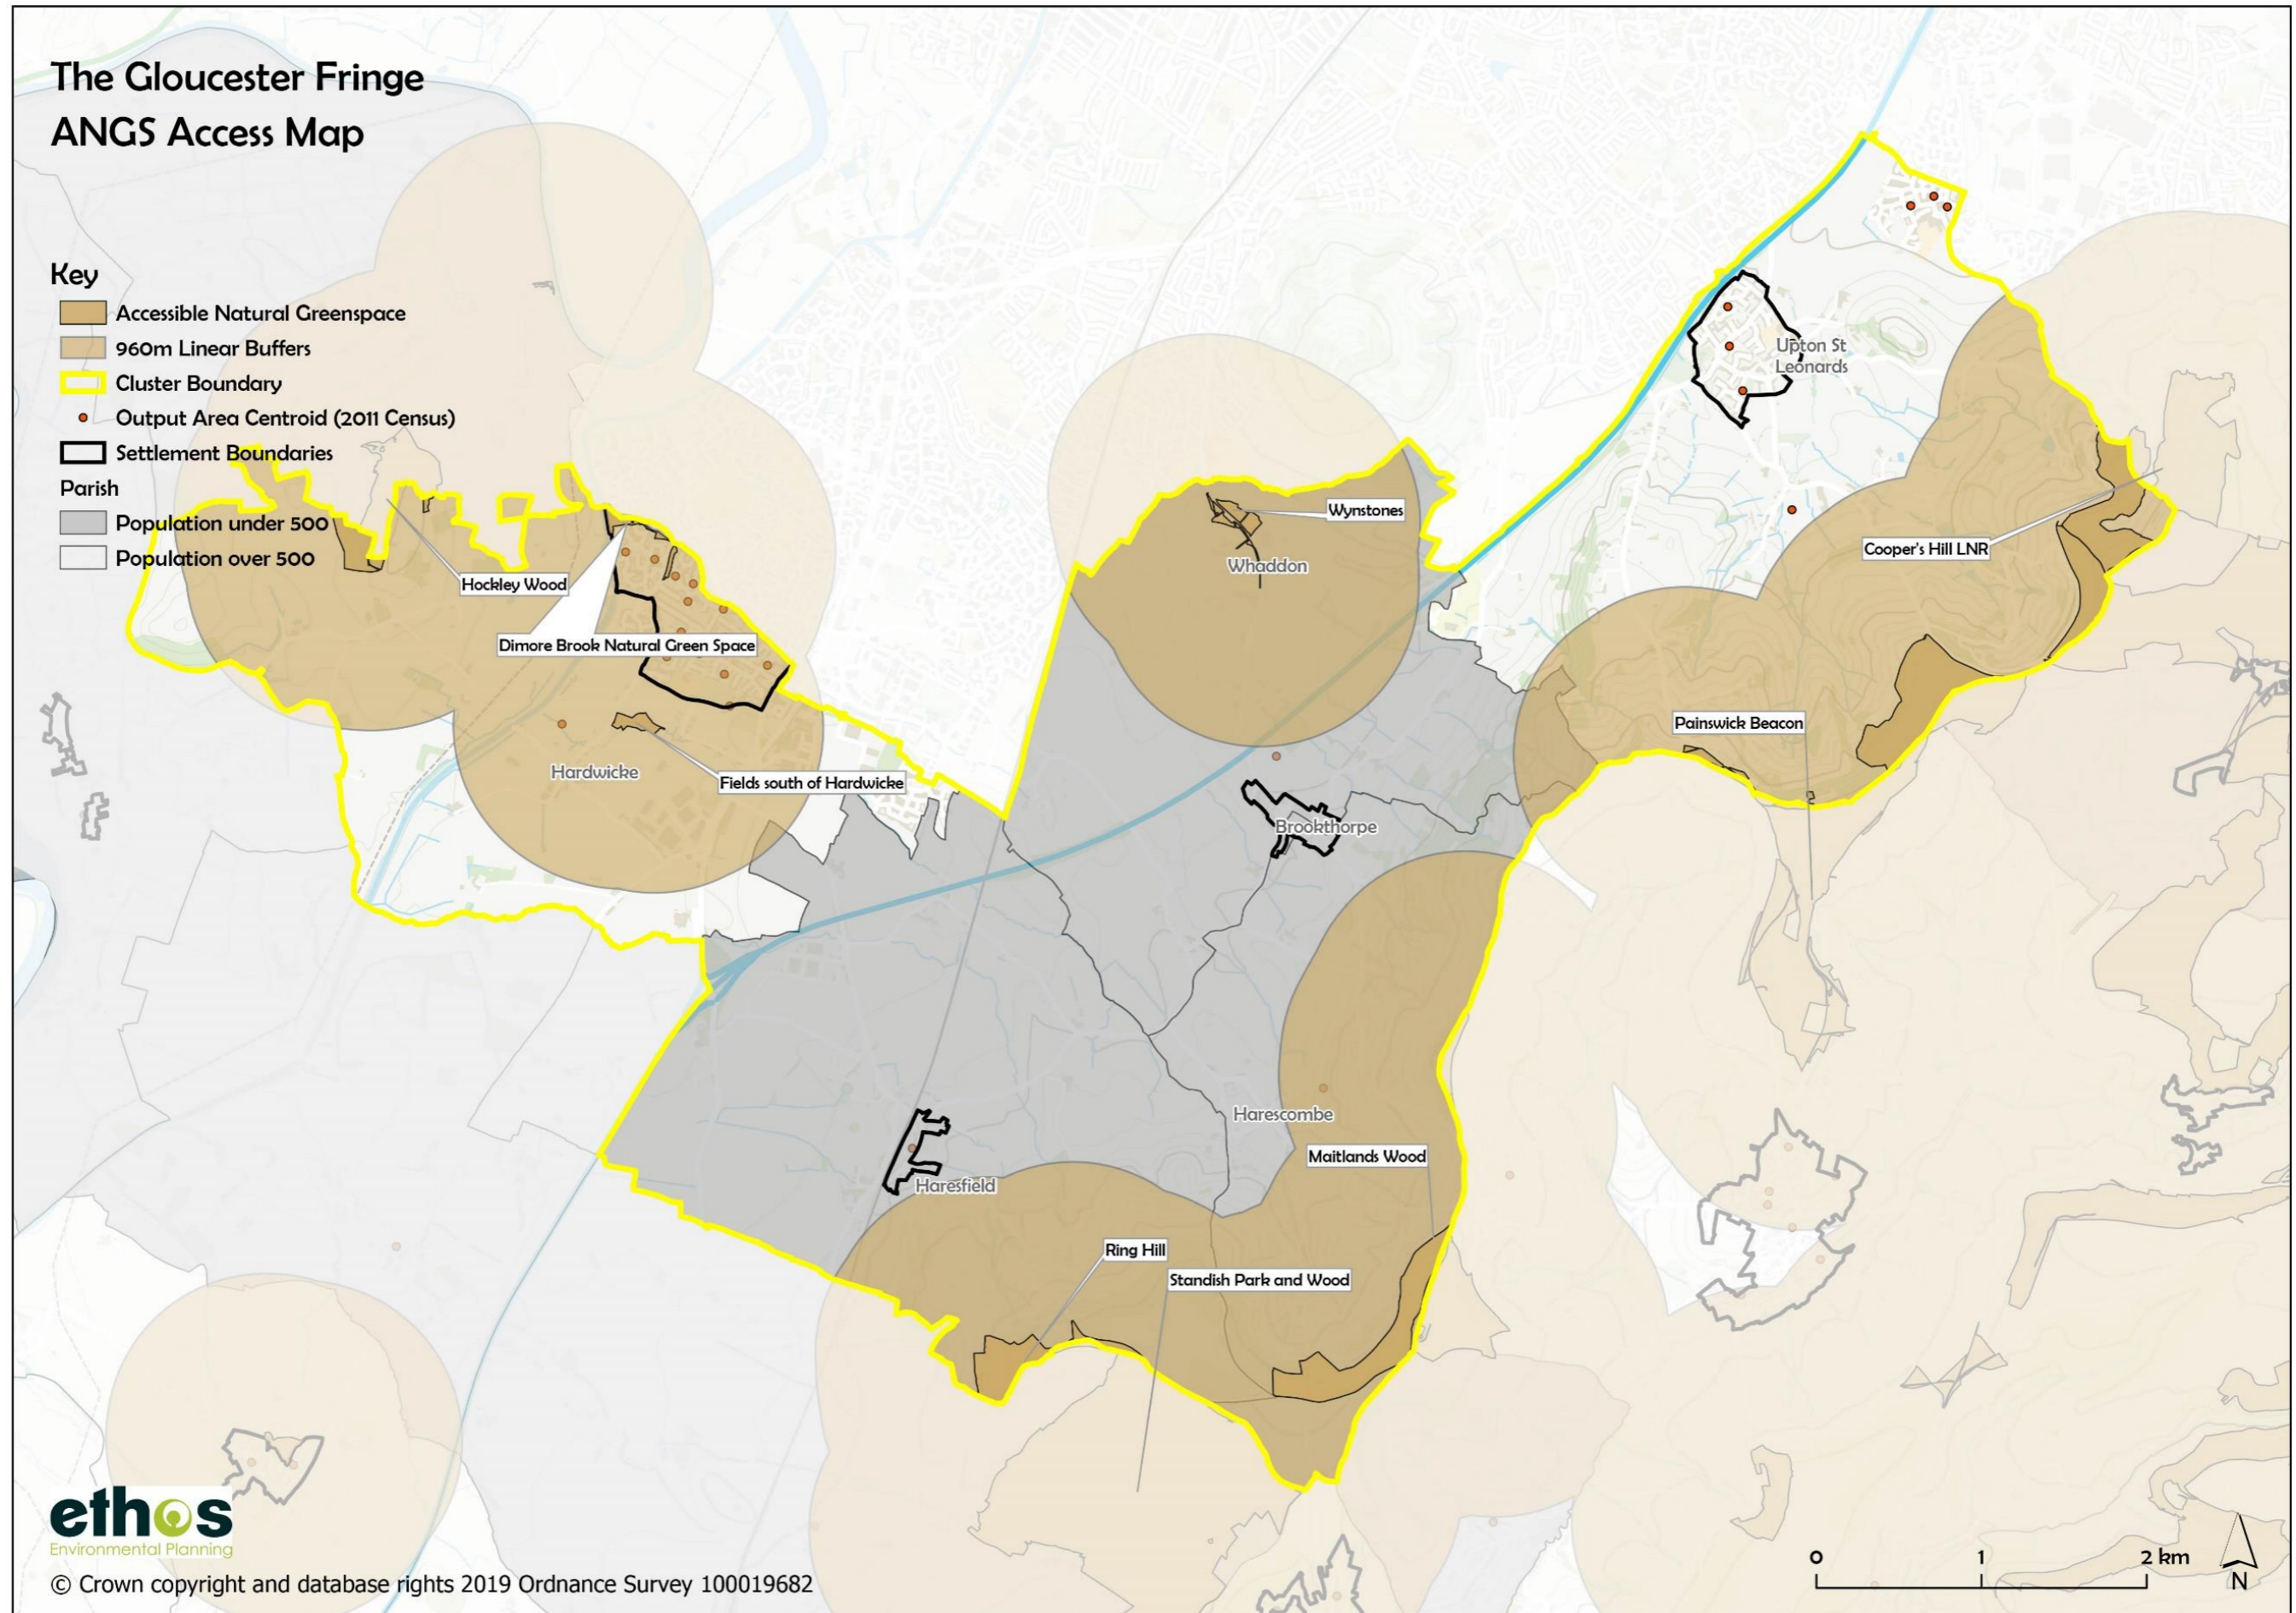 The Gloucester Fringe
ANGS Access Map
Key
Accessible Natural Greenspace
960m Linear Buffers
Cluster Boundary
Output Area Centroid (2011 Census)
Settlement Boundaries
Parish
Population under 500
Population over 500
Upton St
Leonards
Wynstones
Whaddon
Cooper's Hill LNR
Hockley Wood
Dimore Brook Natural Green Space
Painswick Beacon
Hardwicke
Fields south of Hardwicke
Brookthorpe
Harescombe
Maitlands Wood
Haresfield
Ring Hill
Standish Park and Wood
ethos
Environmental Planning
© Crown copyright and database rights 2019 Ordnance Survey 100019682
0 1 2 km
N